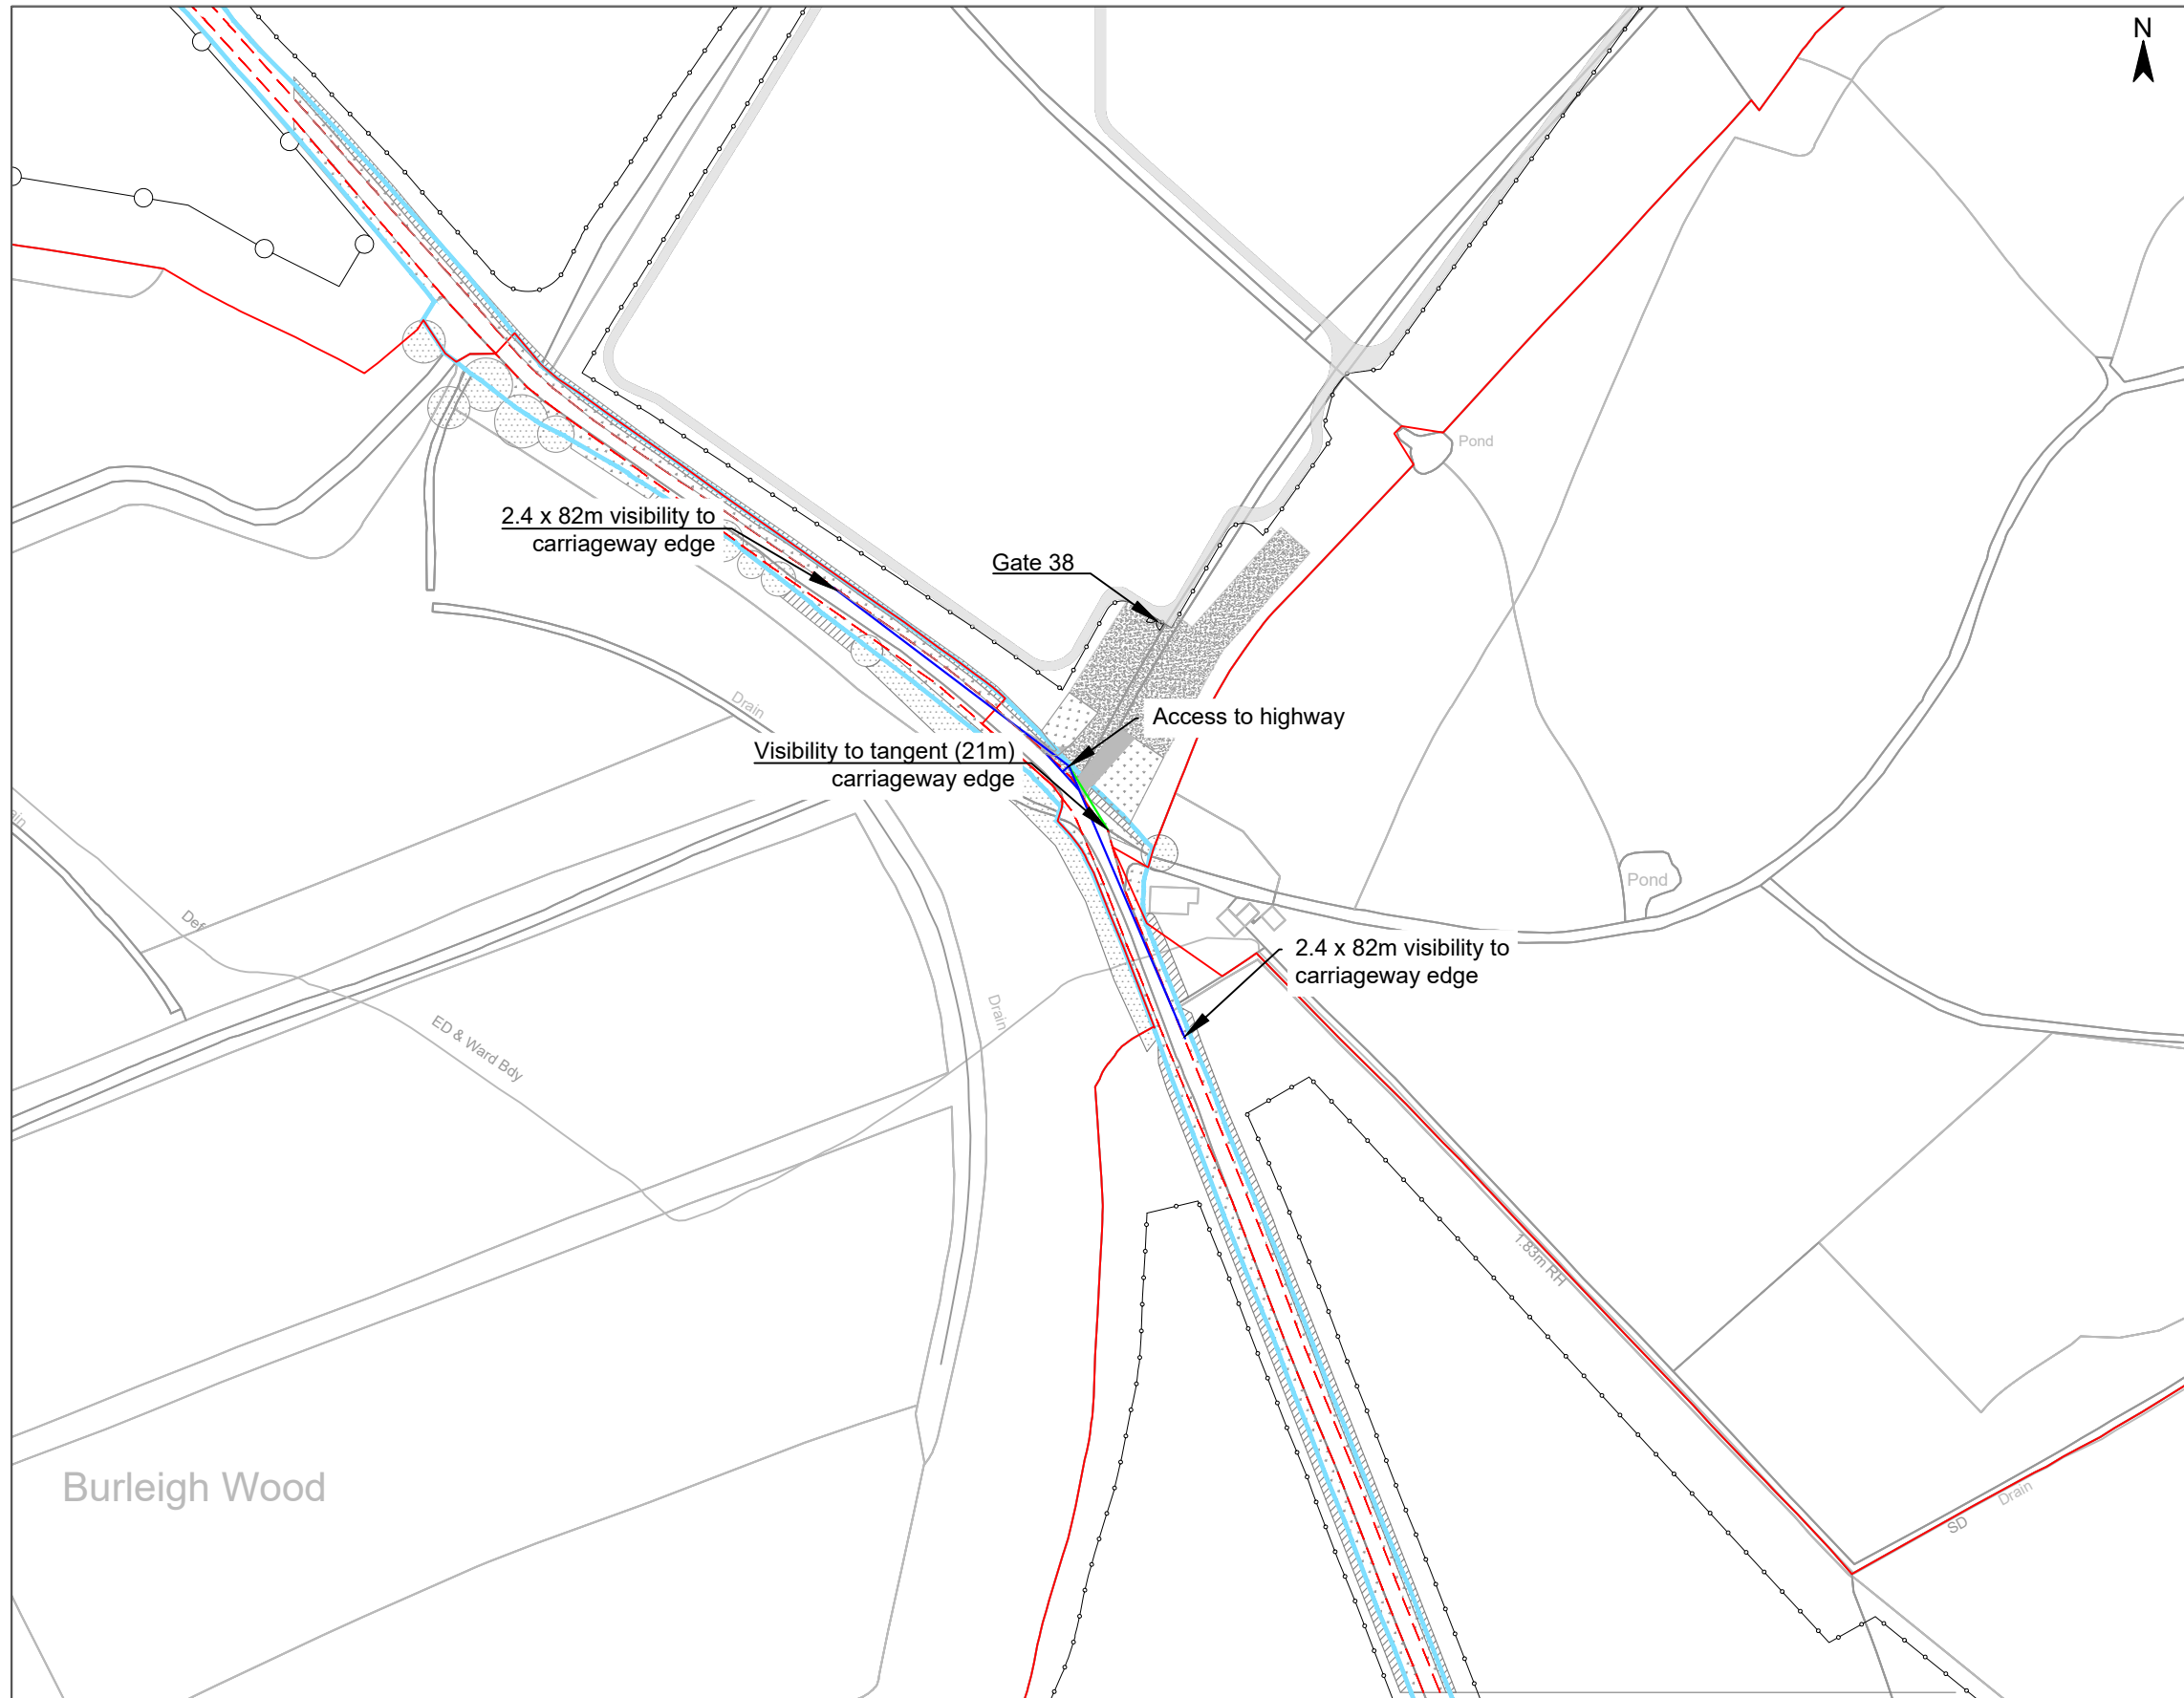 N
Pond
2.4 x 82m visibility to
carriageway edge
Gate 38
Drain
Access to highway
Visibility to tangent (21m)
carriageway edge
Pond
Def
2.4 x 82m visibility to
carriageway edge
Drain
ED & Ward Bdy
1.83m RH
Burleigh Wood
Drain
SD